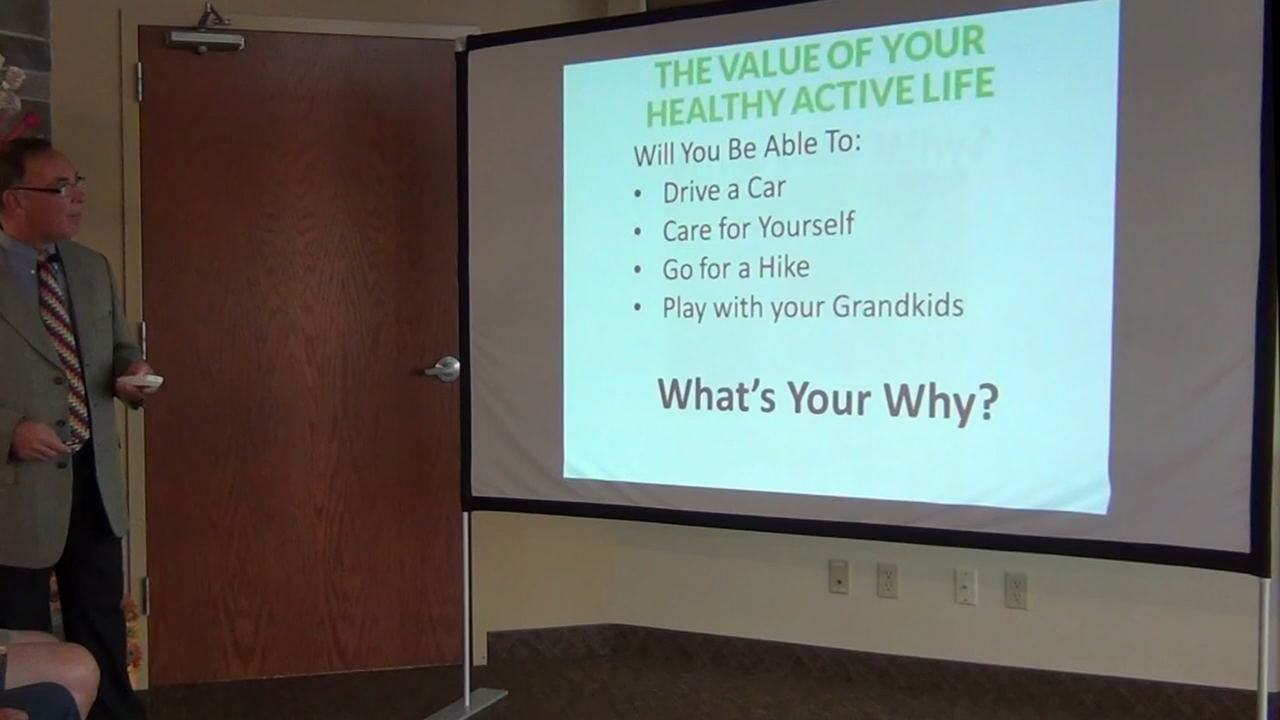 THE VALUE OF YOUR
HEALTHY ACTIVE LIFE
Will You Be Able To:
• Drive a Car
• Care for Yourself
• Go for a Hike
• Play with your Grandkids
What's Your Why?